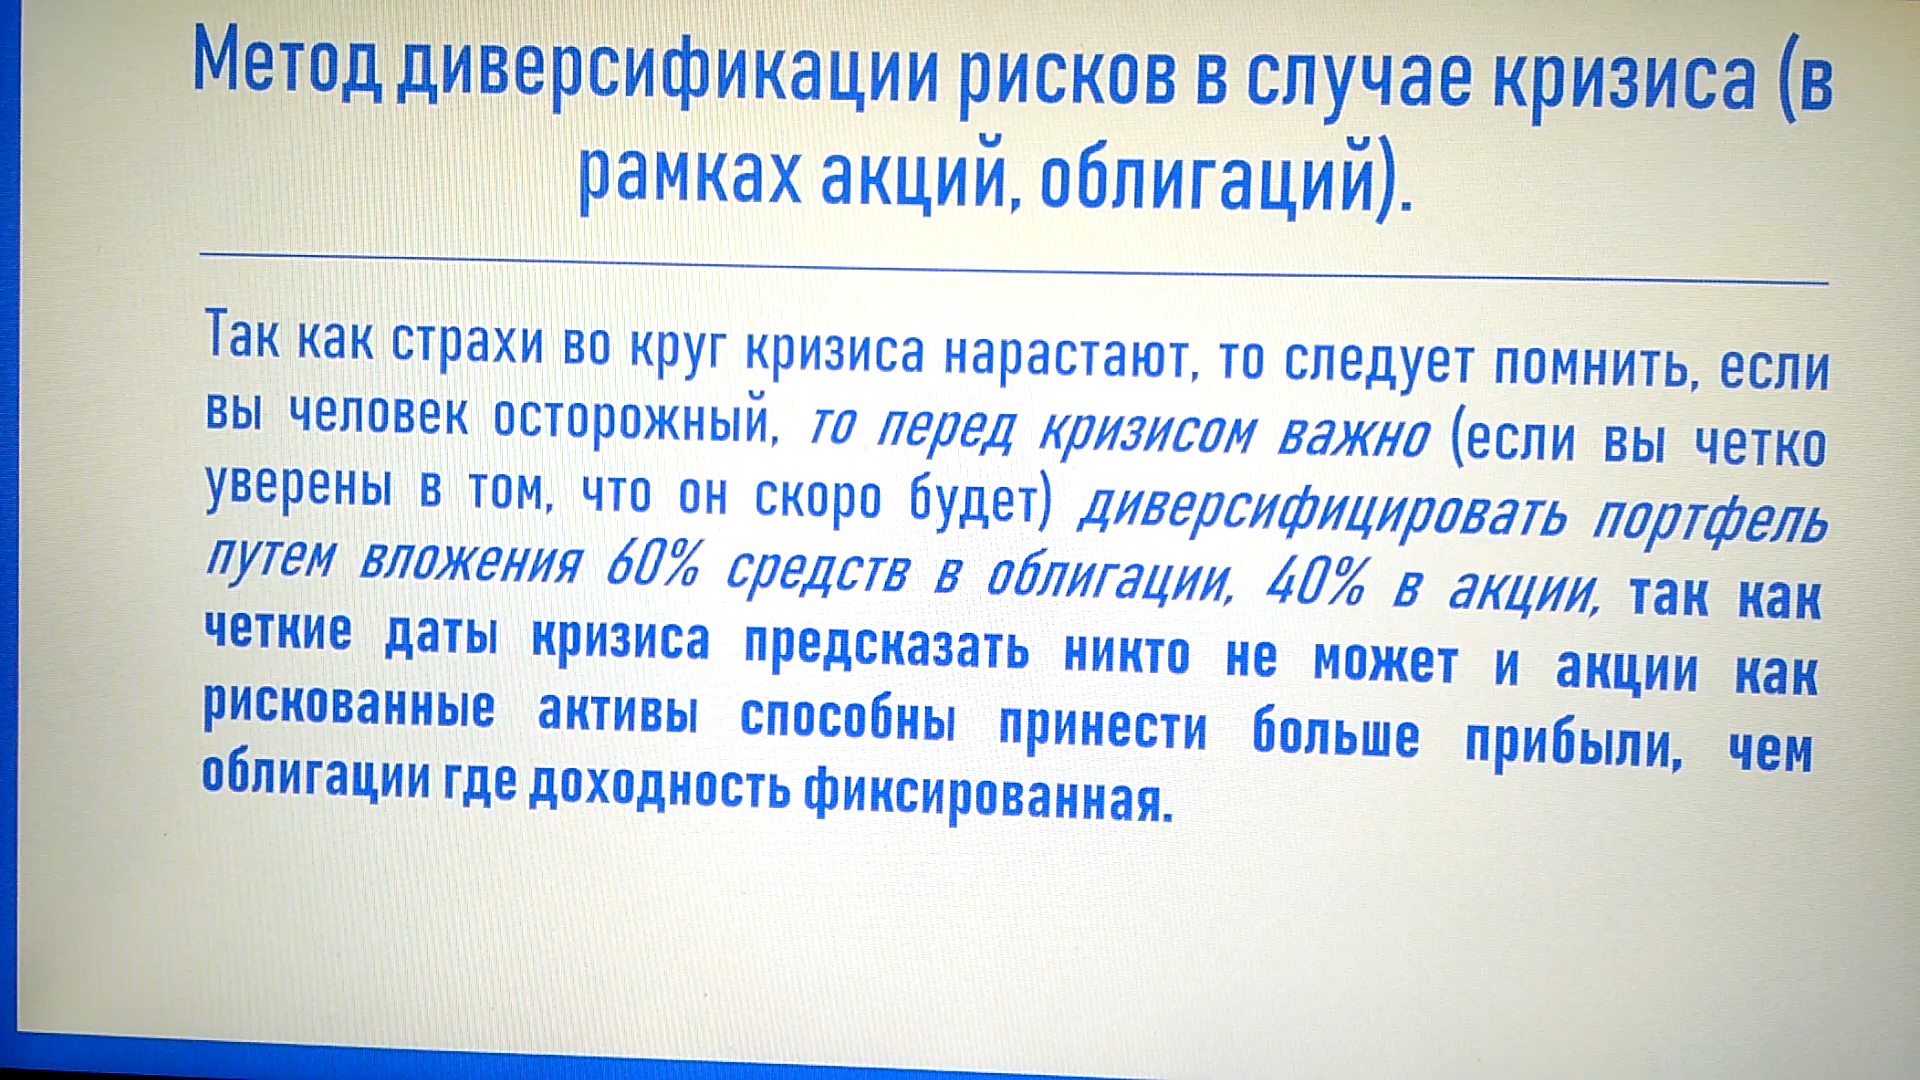 Метод диверсификации рисков в случае кризиса (в
рамках акций, облигаций).
Так как страхи во круг кризиса нарастают, то следует помнить, если
вы человек осторожный, то перед кризисом важно (если вы четко
уверены в том, что он скоро будет) диверсифицировать портфель
путем вложения 60% средств в облигации, 40% в акции, так как
четкие даты кризиса предсказать никто не может и акции как
рискованные активы способны принести больше прибыли, чем
облигации где доходность фиксированная.